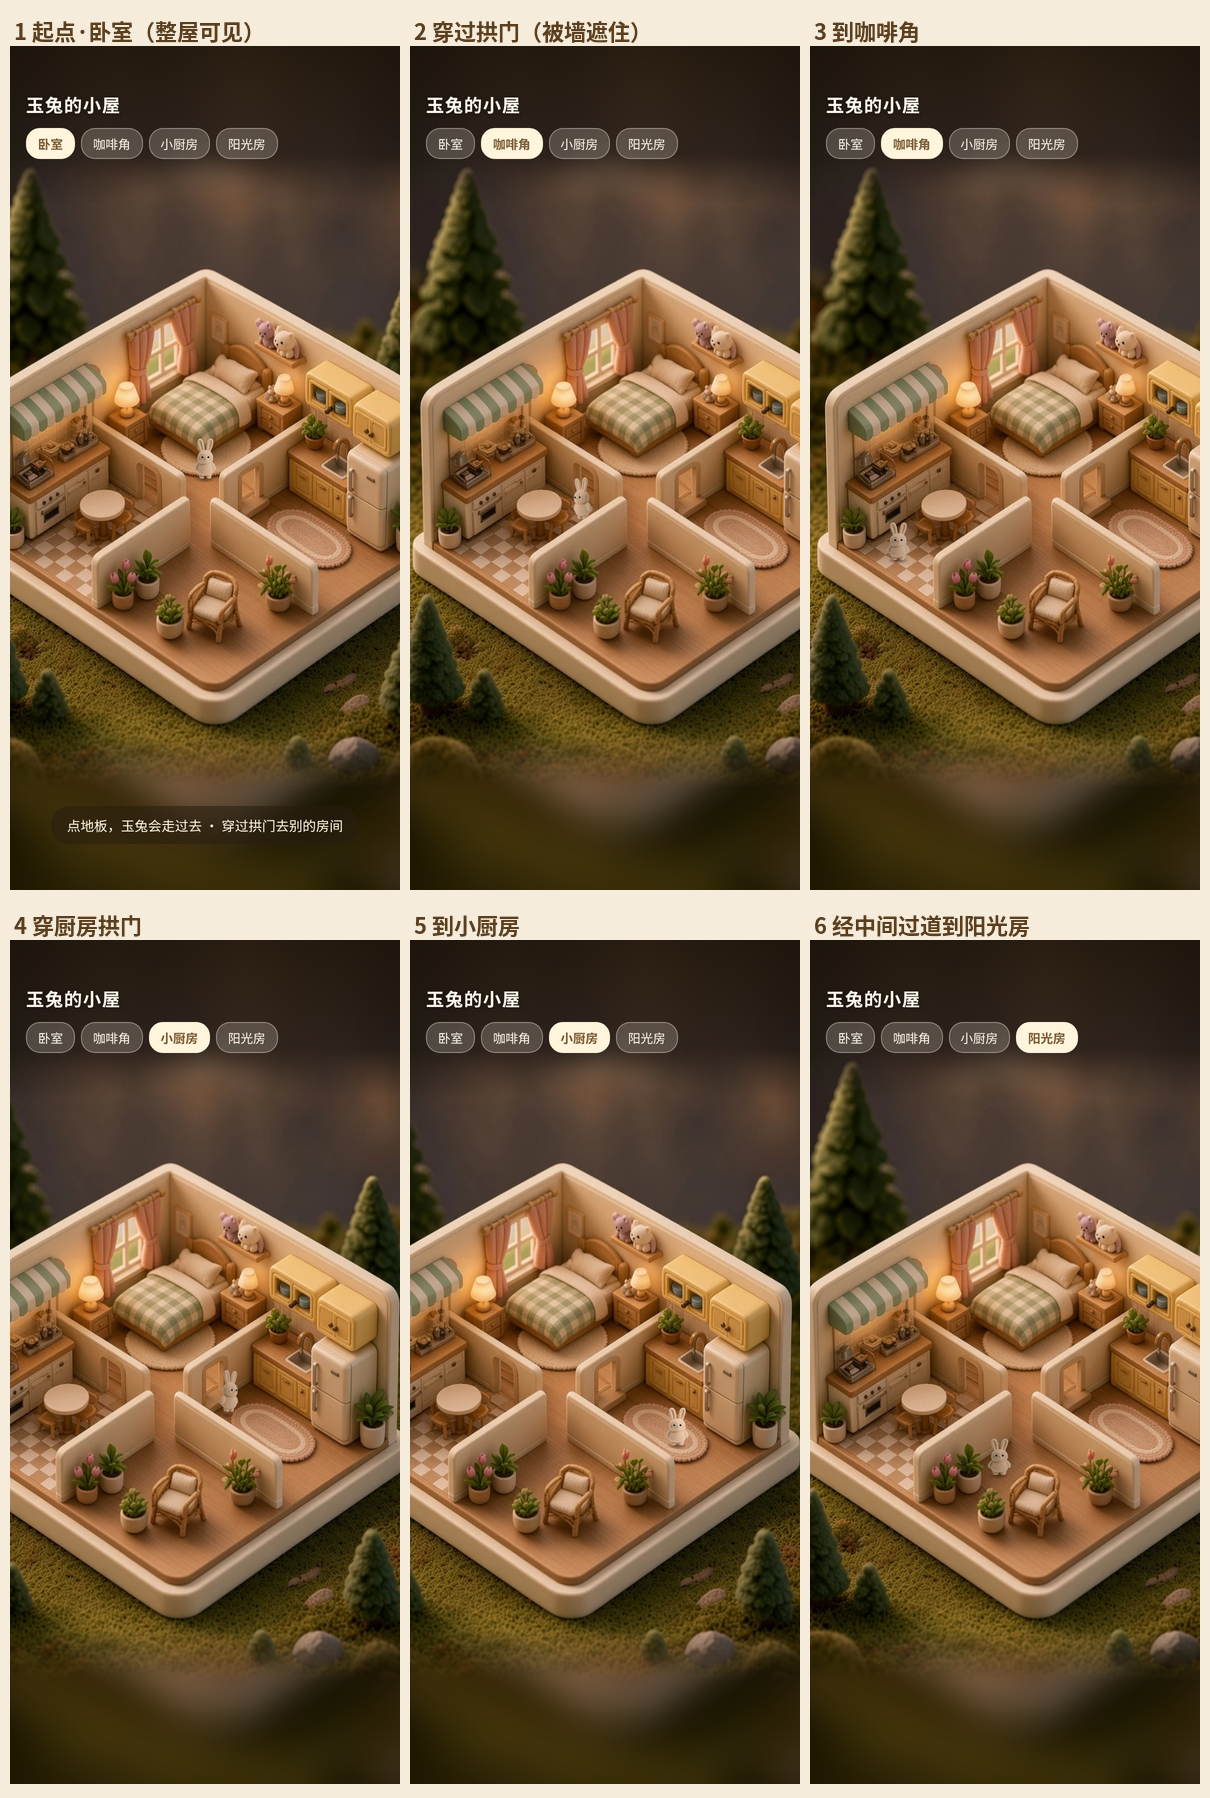 1 起点·卧室（整屋可见）
玉兔的小屋
卧室 咖啡角 小厨房 阳光房
点地板，玉兔会走过去 · 穿过拱门去别的房间
2 穿过拱门（被墙遮住）
玉兔的小屋
卧室 咖啡角 小厨房 阳光房
3 到咖啡角
玉兔的小屋
卧室 咖啡角 小厨房 阳光房
4 穿厨房拱门
玉兔的小屋
卧室 咖啡角 小厨房 阳光房
5 到小厨房
玉兔的小屋
卧室 咖啡角 小厨房 阳光房
6 经中间过道到阳光房
玉兔的小屋
卧室 咖啡角 小厨房 阳光房